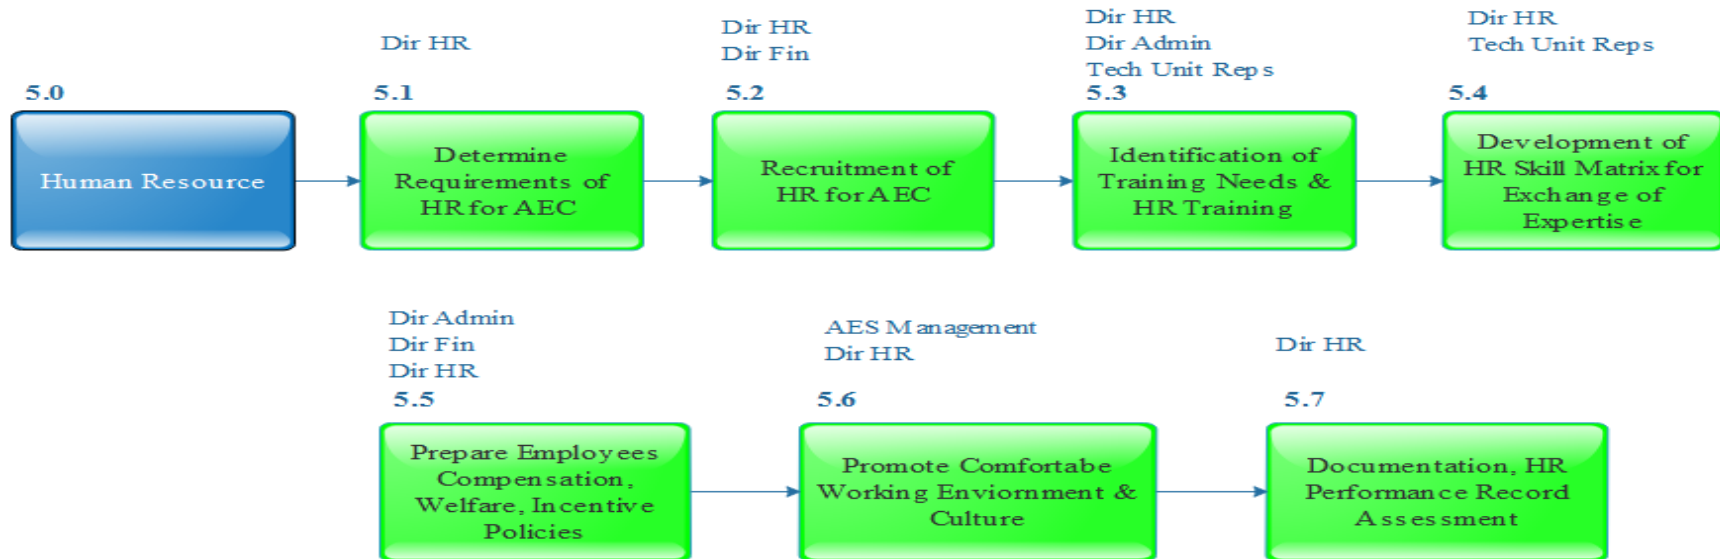 Dir HR
Dir HR
Dir Fin
Dir HR
Dir Admin
Tech Unit Reps
Dir HR
Tech Unit Reps
5.0
5.1
5.2
5.3
5.4
Human Resource
Determine
Requirements of
HR for AEC
Recruitment of
HR for AEC
Identification of
Training Needs &
HR Training
Development of
HR Skill Matrix for
Exchange of
Expertise
Dir Admin
Dir Fin
Dir HR
5.5
AES Management
Dir HR
5.6
Dir HR
5.7
Prepare Employees
Compensation,
Welfare, Incentive
Policies
Promote Comfortabe
Working Enviornment &
Culture
Documentation, HR
Performance Record
Assessment